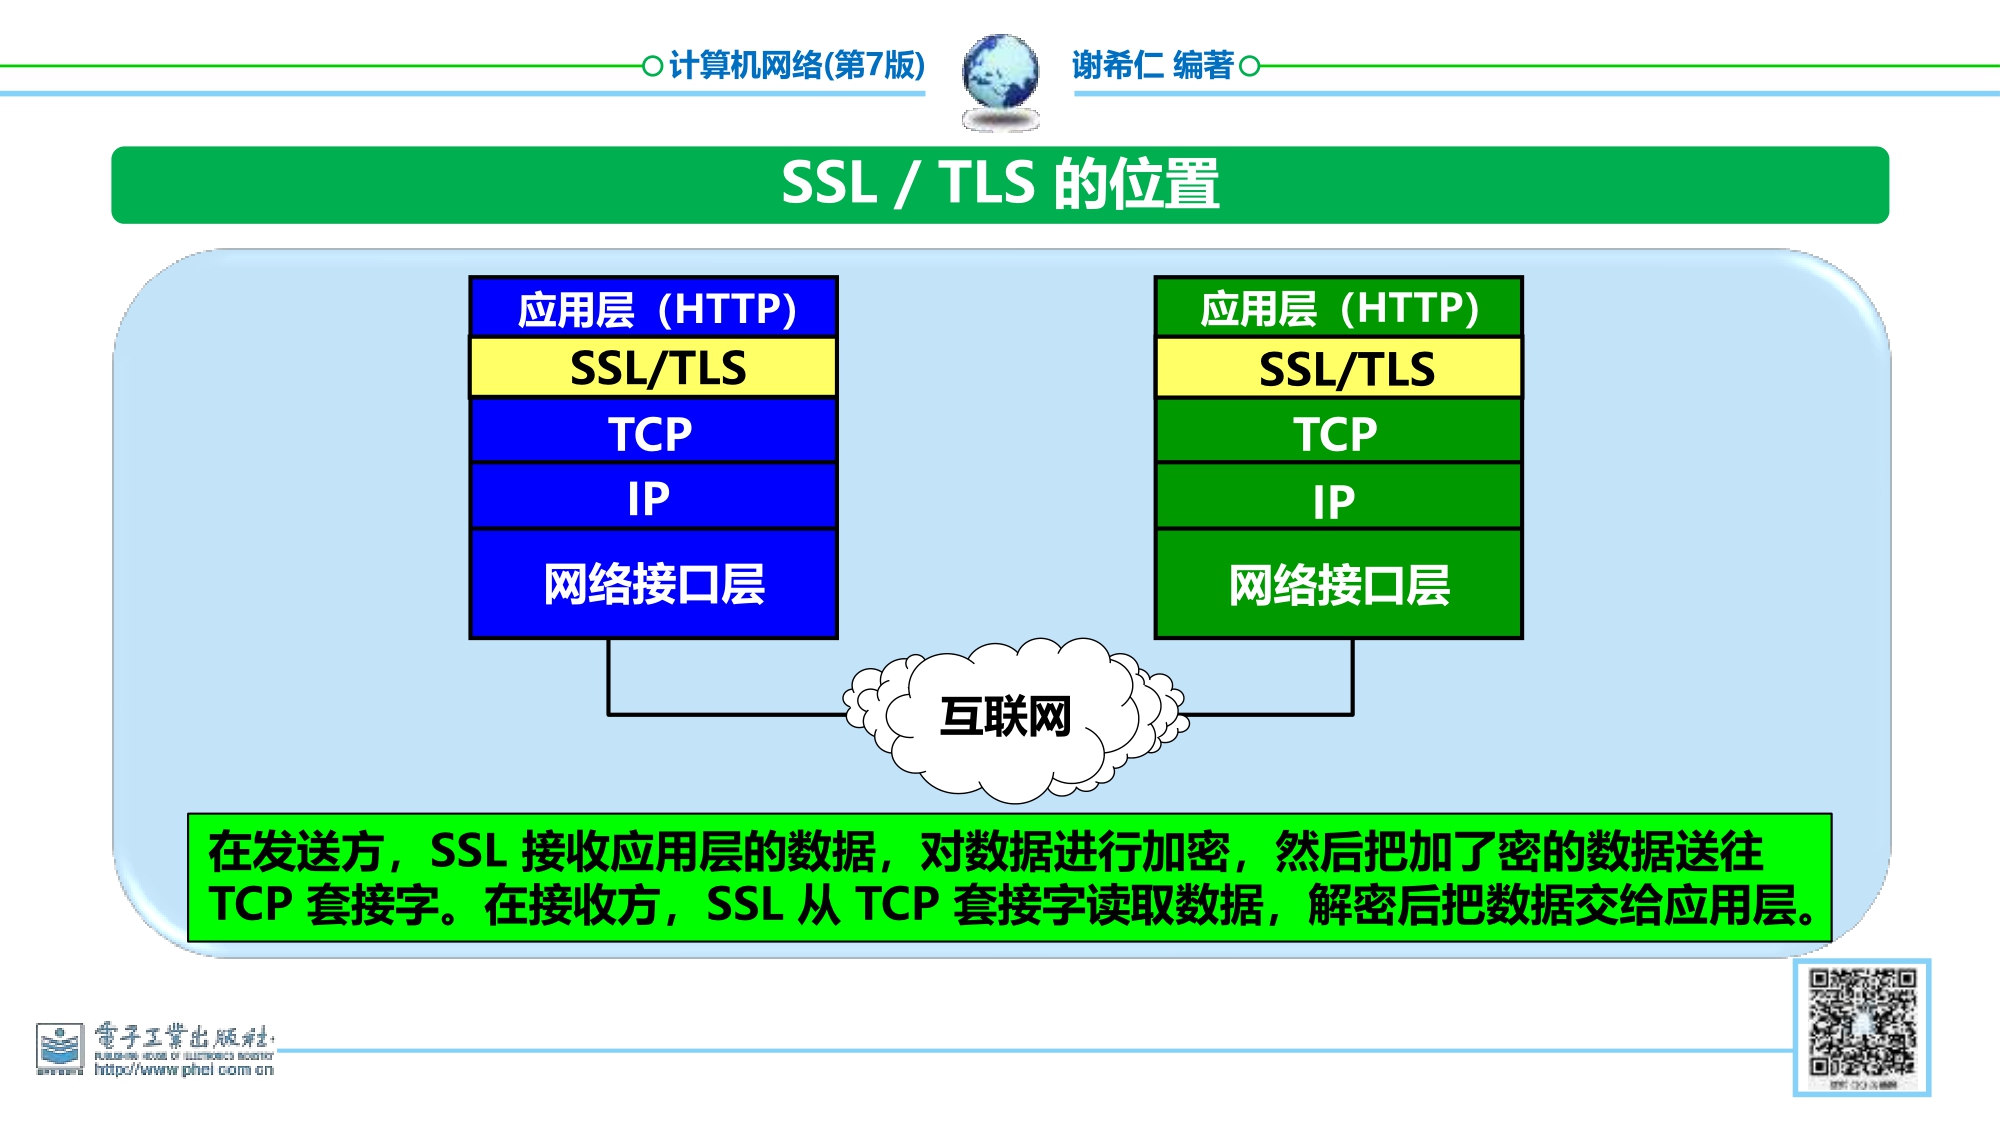 计算机网络(第7版)
谢希仁 编著
SSL / TLS 的位置
应用层（HTTP）
SSL/TLS
TCP
IP
网络接口层
应用层（HTTP）
SSL/TLS
TCP
IP
网络接口层
互联网
在发送方，SSL 接收应用层的数据，对数据进行加密，然后把加了密的数据送往
TCP 套接字。在接收方，SSL 从 TCP 套接字读取数据，解密后把数据交给应用层。
電子工業出版社
PUBLISHING HOUSE OF ELECTRONICS INDUSTRY
http://www.phei.com.cn